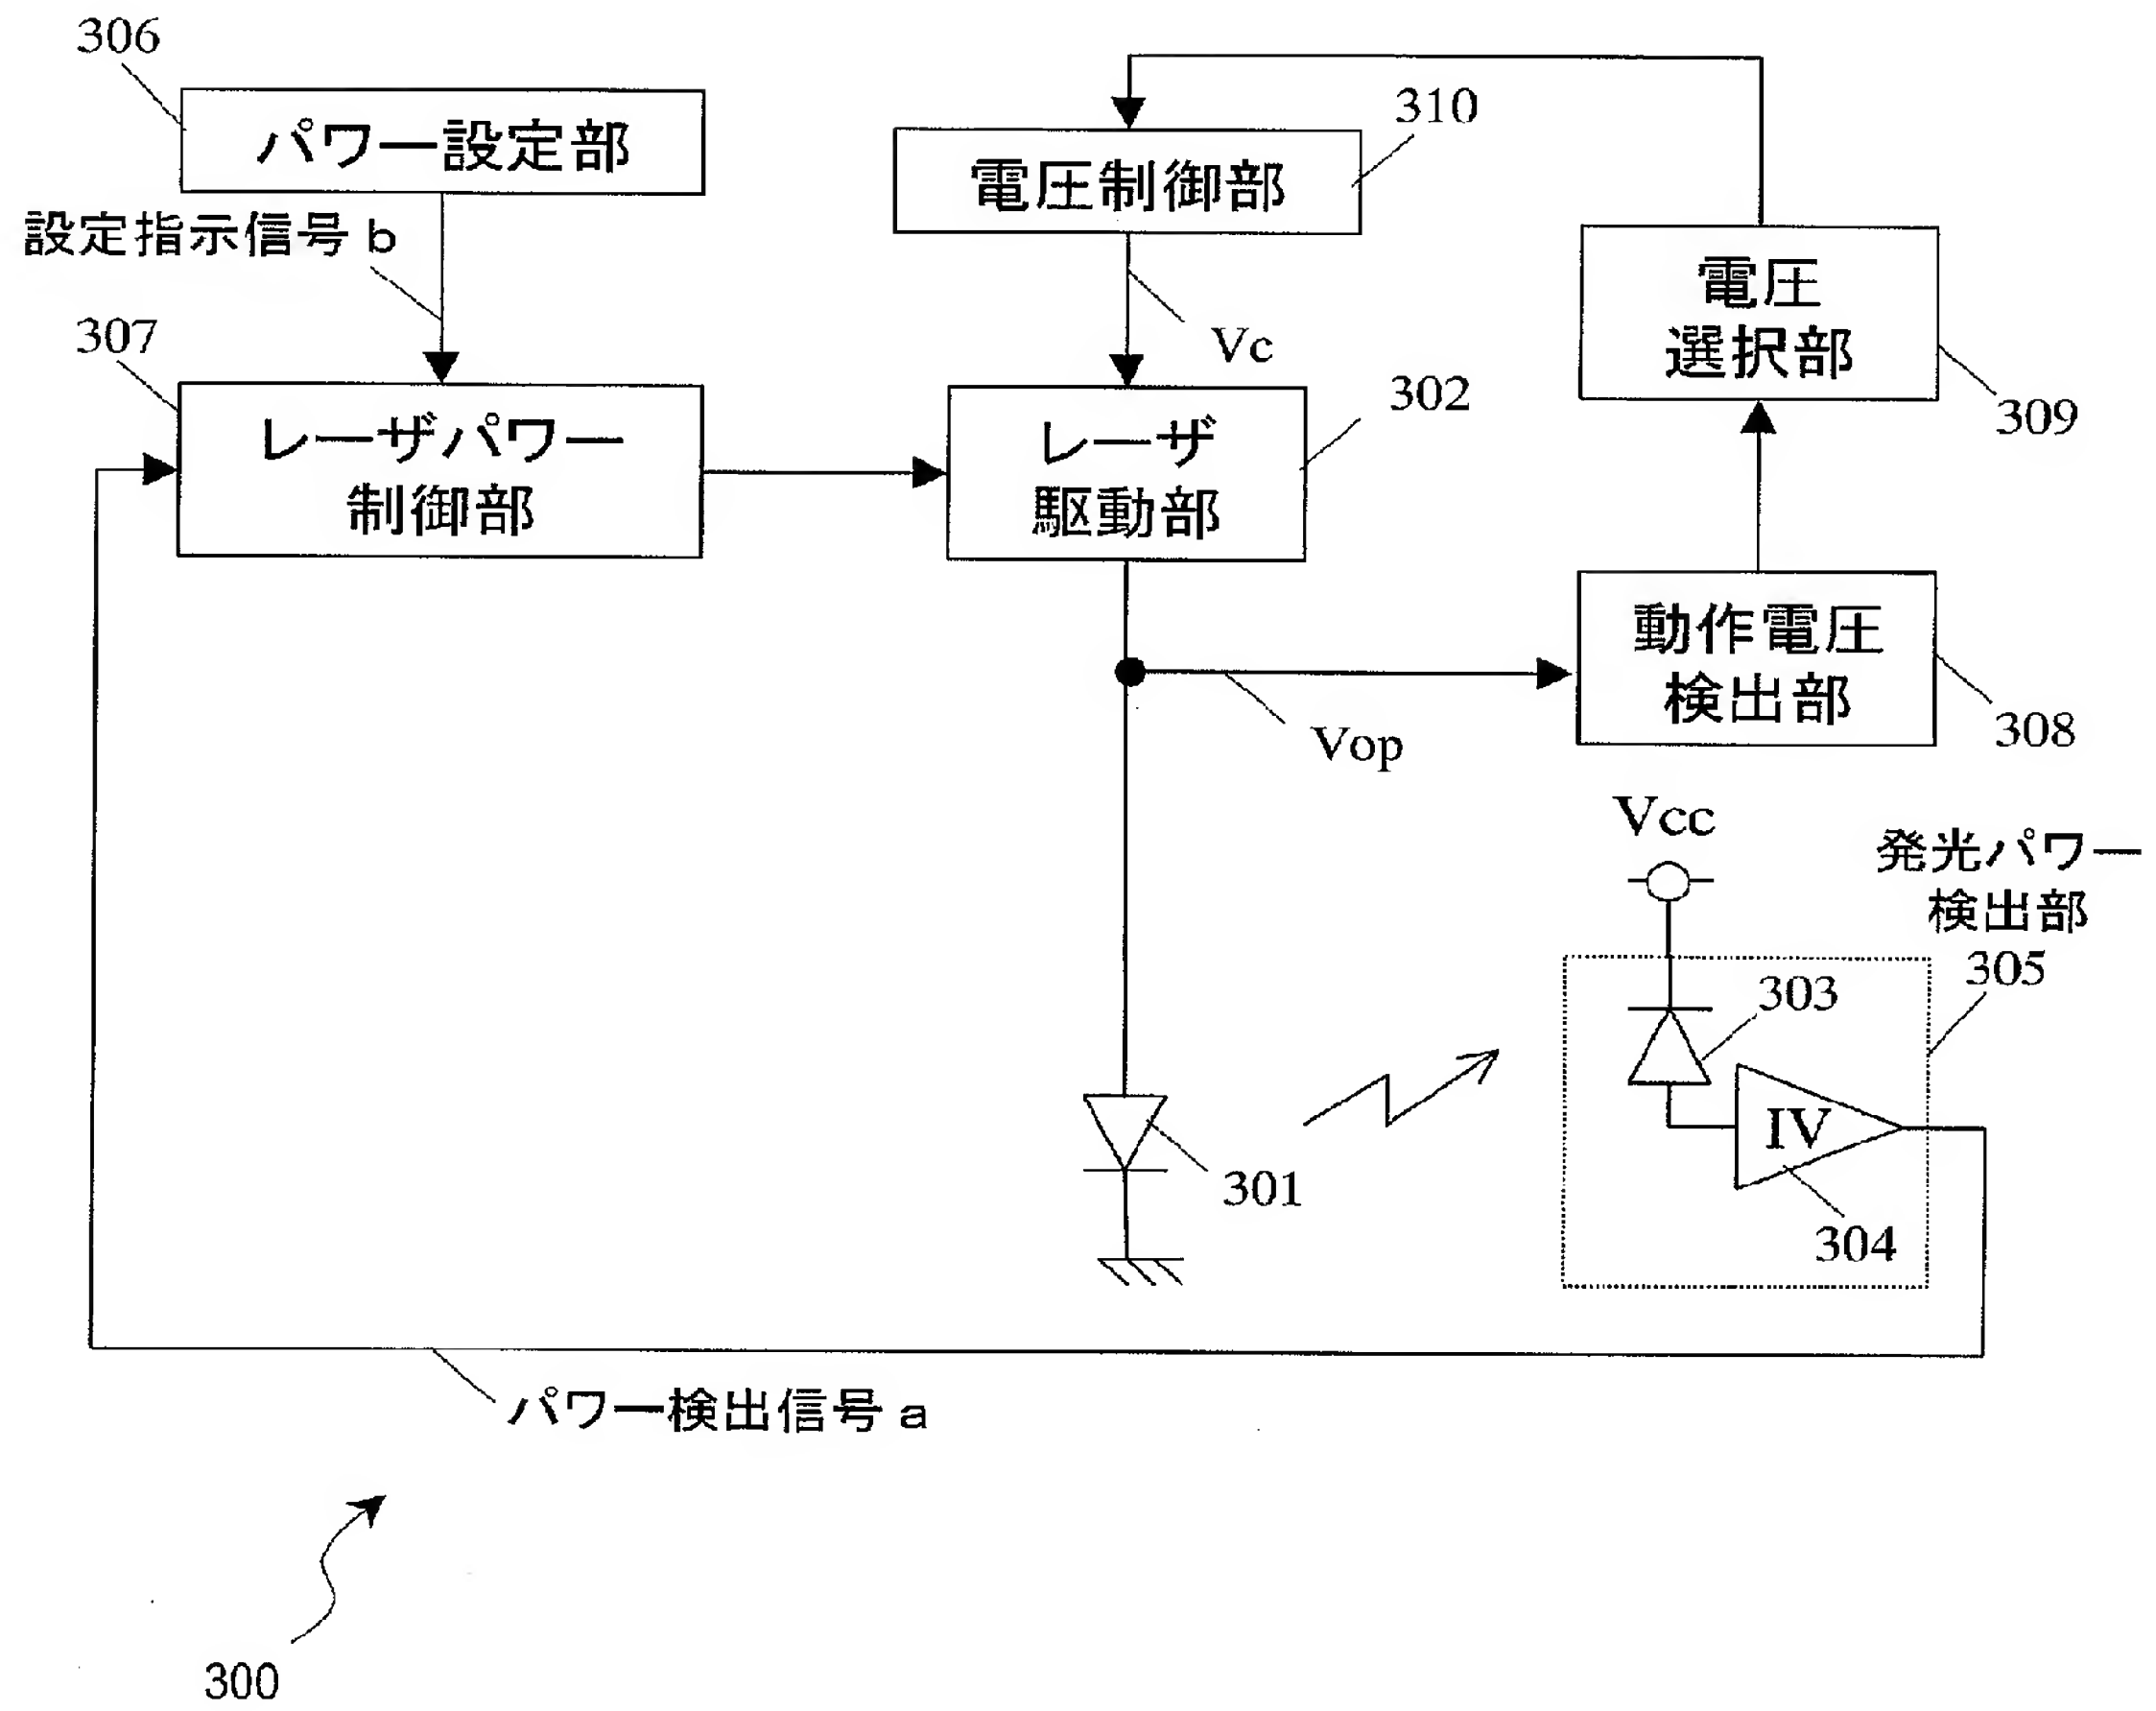 306
パワー設定部
310
電圧制御部
設定指示信号 b
電圧
選択部
309
307
Vc
302
レーザパワー
制御部
レーザ
駆動部
動作電圧
検出部
308
Vop
Vcc
発光パワー
検出部
305
303
IV
301
304
パワー検出信号 a
300